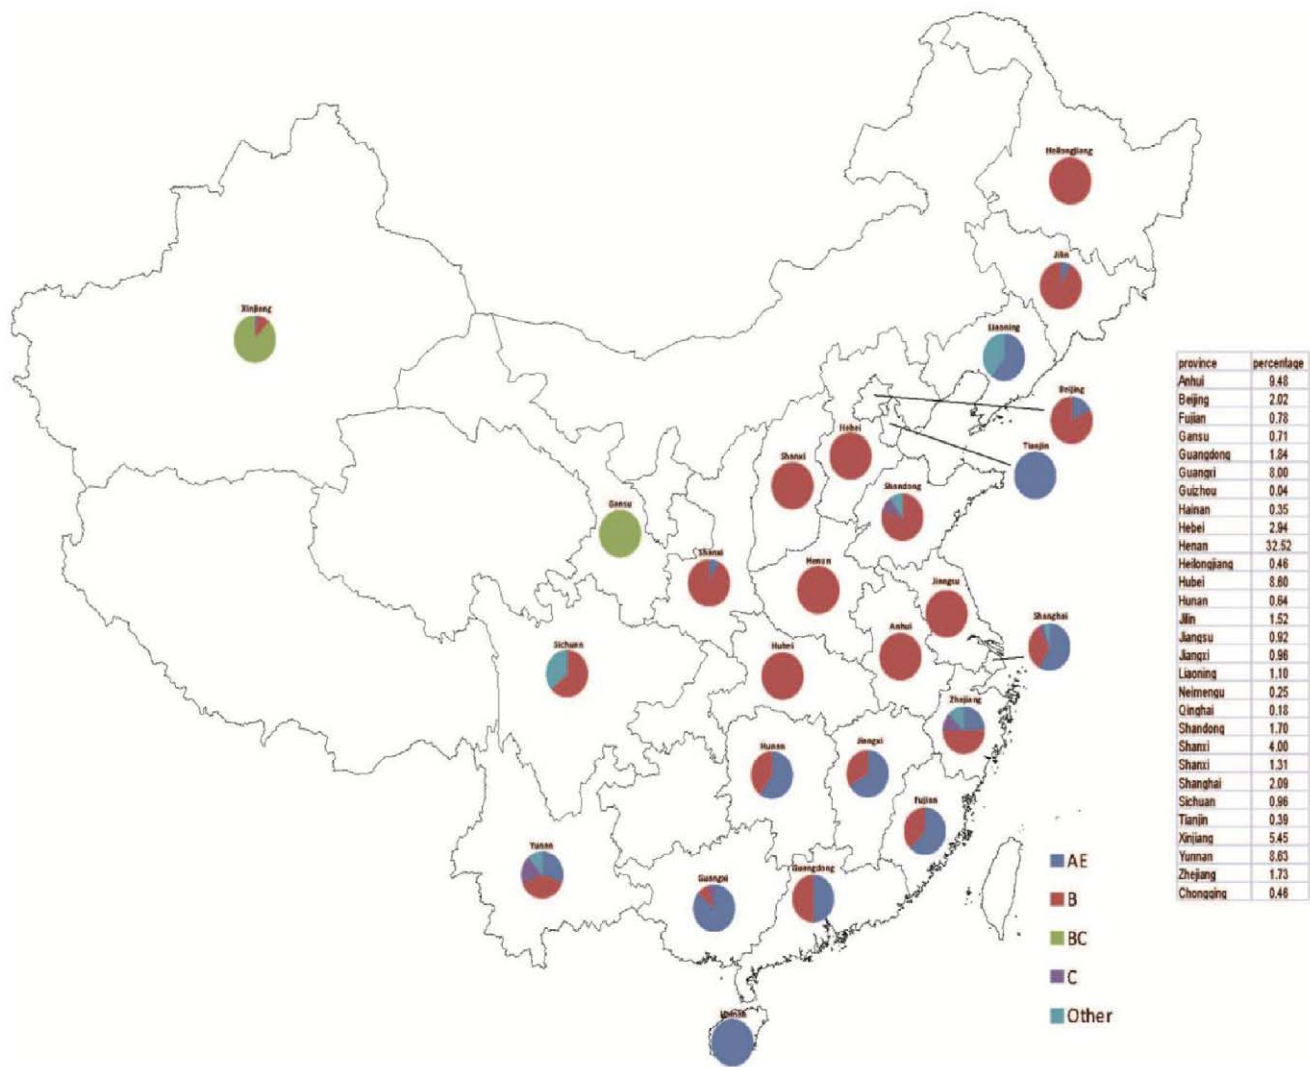 Heilongjiang
Jilin
Liaoning
Xinjiang
Beijing
Hebei
Tianjin
Shanxi
Shandong
Gansu
Shanxi
Henan
Jiangsu
Shanghai
Anhui
Sichuan
Hubei
Zhejiang
Hunan
Jiangxi
Fujian
Yunan
Guangxi
Guangdong
Hainan
AE
B
BC
C
Other
province percentage
Anhui 9.48
Beijing 2.02
Fujian 0.78
Gansu 0.71
Guangdong 1.84
Guangxi 8.00
Guizhou 0.04
Hainan 0.35
Hebei 2.94
Henan 32.52
Heilongjiang 0.46
Hubei 8.60
Hunan 0.64
Jilin 1.52
Jiangsu 0.92
Jiangxi 0.96
Liaoning 1.10
Neimengu 0.25
Qinghai 0.18
Shandong 1.70
Shanxi 4.00
Shanxi 1.31
Shanghai 2.09
Sichuan 0.96
Tianjin 0.39
Xinjiang 5.45
Yunnan 8.63
Zhejiang 1.73
Chongqing 0.46